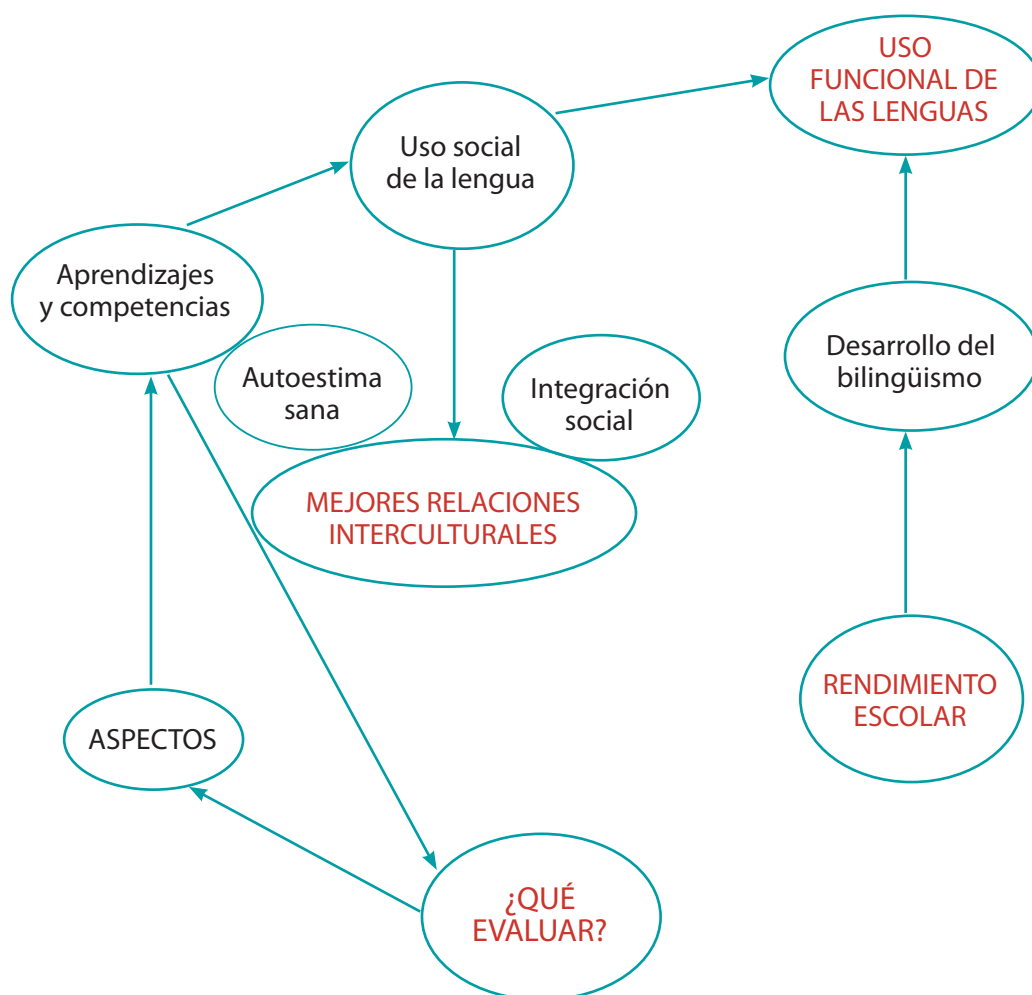 USO
FUNCIONAL DE
LAS LENGUAS
Uso social
de la lengua
Aprendizajes
y competencias
Autoestima
sana
Integración
social
Desarrollo del
bilingüismo
MEJORES RELACIONES
INTERCULTURALES
RENDIMIENTO
ESCOLAR
ASPECTOS
¿QUÉ
EVALUAR?